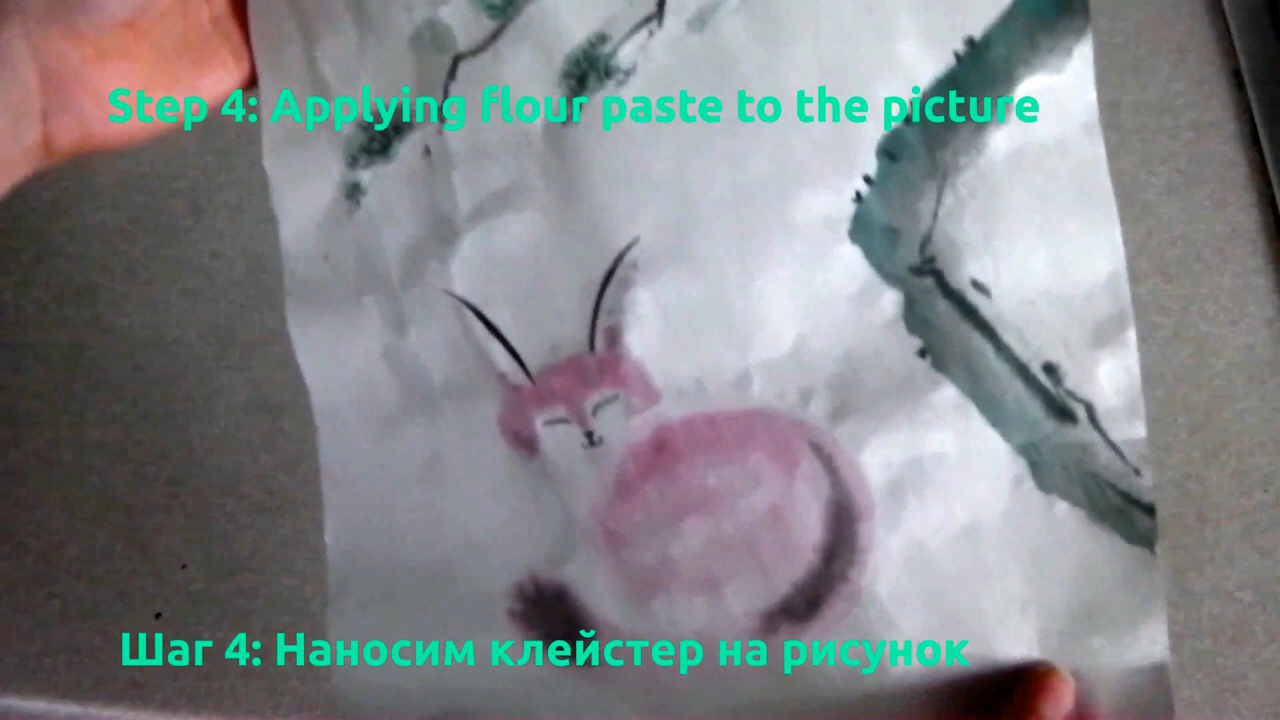 Step 4: Applying flour paste to the picture
Шаг 4: Наносим клейстер на рисунок